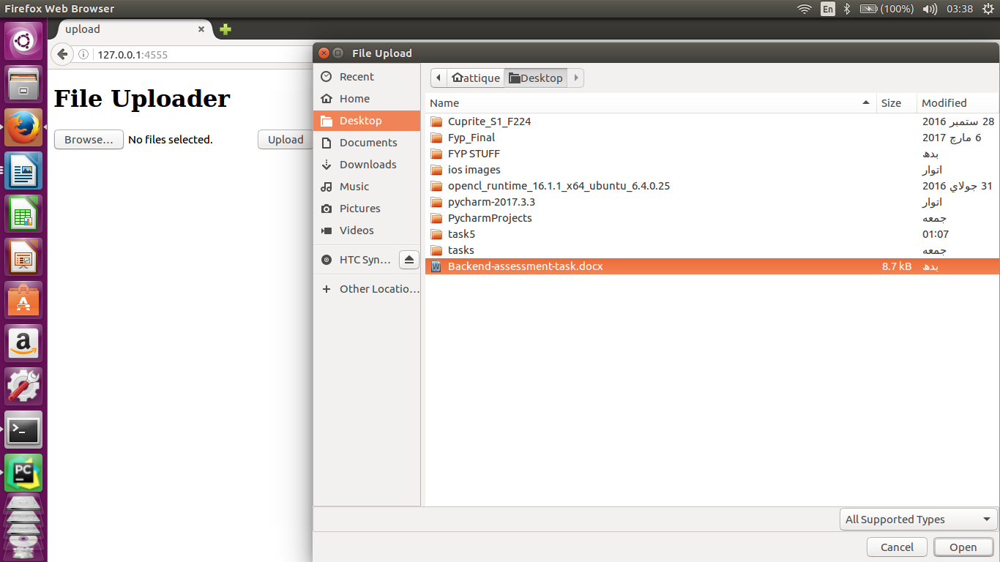 Firefox Web Browser
En
(100%)
03:38
upload
127.0.0.1:4555
File Uploader
Browse...
No files selected.
Upload
File Upload
Recent
Home
Desktop
Documents
Downloads
Music
Pictures
Videos
HTC Syn...
Other Locatio...
attique
Desktop
Name Size Modified
Cuprite_S1_F224 28 ستمبر 2016
Fyp_Final 6 مارچ 2017
FYP STUFF بدھ
ios images اتوار
opencl_runtime_16.1.1_x64_ubuntu_6.4.0.25 31 جولاي 2016
pycharm-2017.3.3 اتوار
PycharmProjects جمعه
task5 01:07
tasks جمعه
Backend-assessment-task.docx 8.7 kB بدھ
All Supported Types
Cancel
Open
a
>_
PC
A
W